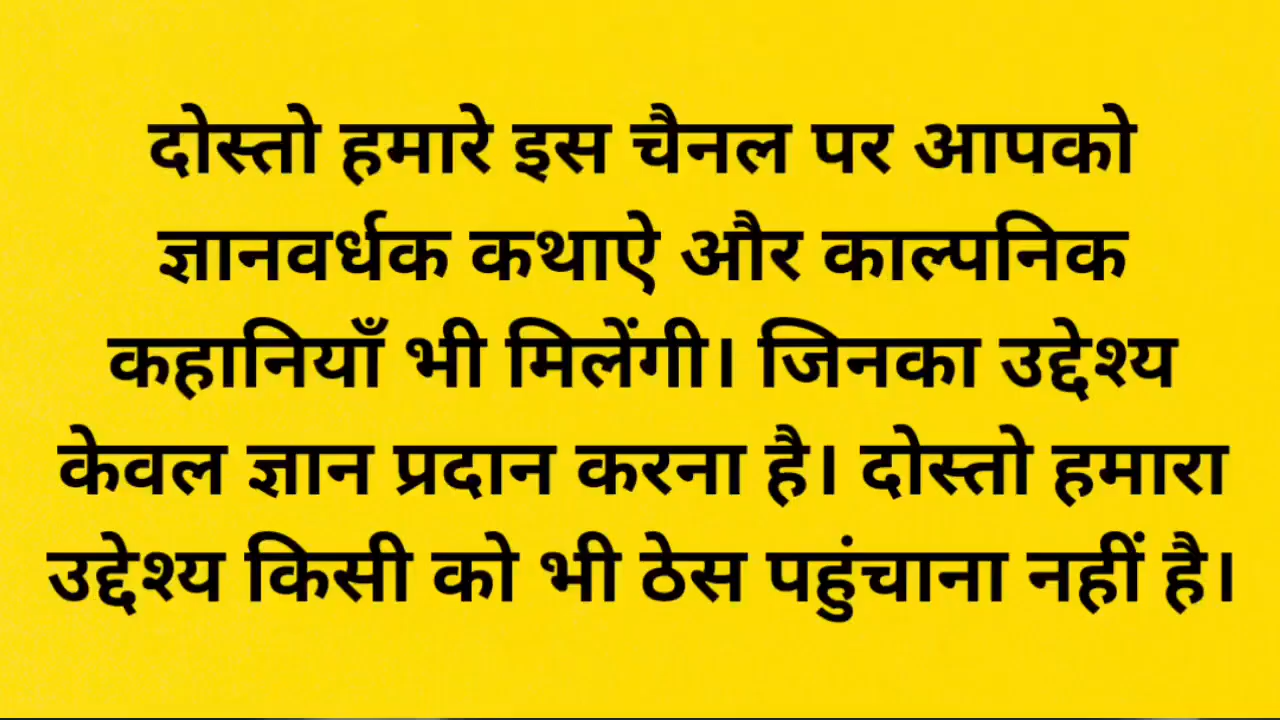 दोस्तो हमारे इस चैनल पर आपको
ज्ञानवर्धक कथाऐ और काल्पनिक
कहानियाँ भी मिलेंगी। जिनका उद्देश्य
केवल ज्ञान प्रदान करना है। दोस्तो हमारा
उद्देश्य किसी को भी ठेस पहुंचाना नहीं है।